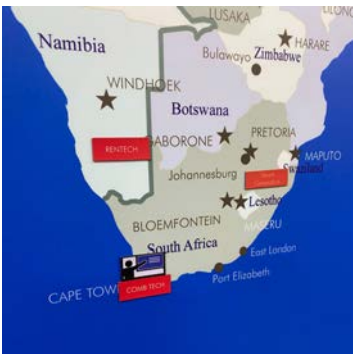 LUSAKA
HARARE
Namibia
Bulawayo
Zimbabwe
WINDHOEK
Botswana
RENTECH
GABORONE
PRETORIA
MAPUTO
Johannesburg
Swaziland
Lesotho
BLOEMFONTEIN
MASERU
South Africa
East London
CAPE TOW
COMB TECH
Port Elizabeth